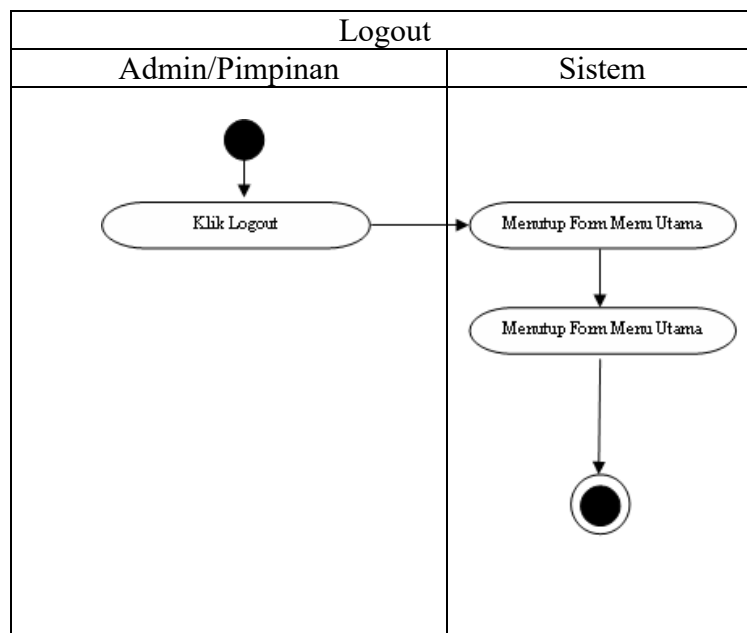 Logout
Admin/Pimpinan
Sistem
Klik Logout
Menutup Form Menu Utama
Menutup Form Menu Utama